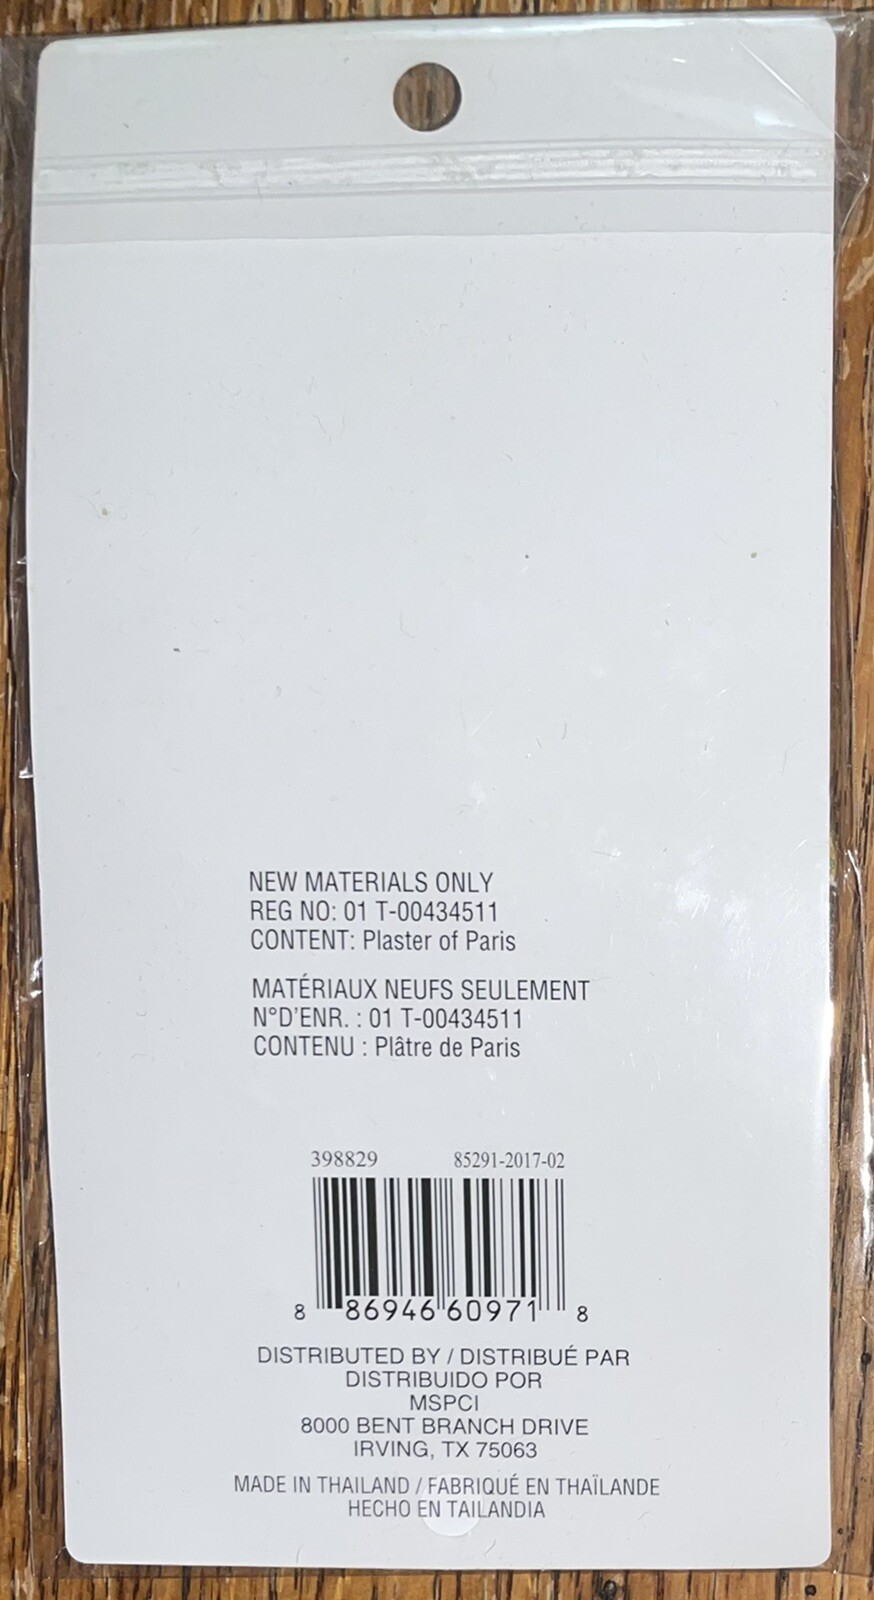 NEW MATERIALS ONLY
REG NO: 01 T-00434511
CONTENT: Plaster of Paris
MATÉRIAUX NEUFS SEULEMENT
N°D'ENR. : 01 T-00434511
CONTENU : Plâtre de Paris
398829 85291-2017-02
8 86946 60971 8
DISTRIBUTED BY / DISTRIBUÉ PAR
DISTRIBUIDO POR
MSPCI
8000 BENT BRANCH DRIVE
IRVING, TX 75063
MADE IN THAILAND / FABRIQUÉ EN THAÏLANDE
HECHO EN TAILANDIA